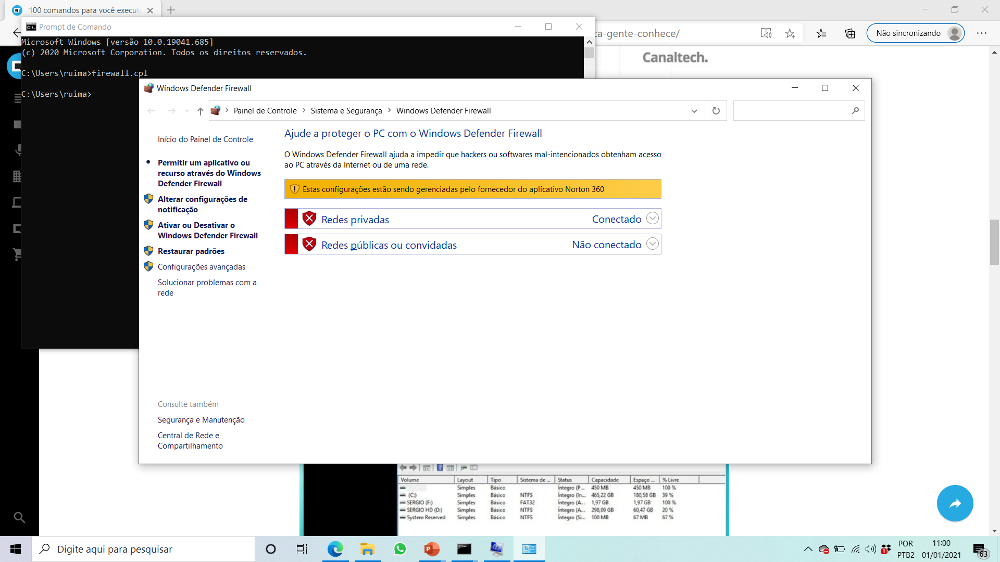 100 comandos para você executa
Prompt de Comando
ca-gente-conhece/
Não sincronizando
Microsoft Windows [versão 10.0.19041.685]
(c) 2020 Microsoft Corporation. Todos os direitos reservados.
C:\Users\ruima>firewall.cpl
C:\Users\ruima>
Canaltech.
Windows Defender Firewall
Painel de Controle > Sistema e Segurança > Windows Defender Firewall
Início do Painel de Controle
Permitir um aplicativo ou
recurso através do Windows
Defender Firewall
Alterar configurações de
notificação
Ativar ou Desativar o
Windows Defender Firewall
Restaurar padrões
Configurações avançadas
Solucionar problemas com a
rede
Ajude a proteger o PC com o Windows Defender Firewall
O Windows Defender Firewall ajuda a impedir que hackers ou softwares mal-intencionados obtenham acesso
ao PC através da Internet ou de uma rede.
Estas configurações estão sendo gerenciadas pelo fornecedor do aplicativo Norton 360
Redes privadas Conectado
Redes públicas ou convidadas Não conectado
Consulte também
Segurança e Manutenção
Central de Rede e
Compartilhamento
Volume Layout Tipo Sistema de ... Status Capacidade Espaço ... % Livre
Simples Básico Íntegro (P... 450 MB 450 MB 100 %
(C:) Simples Básico NTFS Íntegro (In... 465,22 GB 180,58 GB 39 %
SERGIO (F:) Simples Básico FAT32 Íntegro (A... 1,97 GB 1,97 GB 100 %
SERGIO HD (D:) Simples Básico NTFS Íntegro (A... 298,09 GB 60,47 GB 20 %
System Reserved Simples Básico NTFS Íntegro (Si... 100 MB 67 MB 67 %
Digite aqui para pesquisar
POR
PTB2
11:00
01/01/2021
63
1